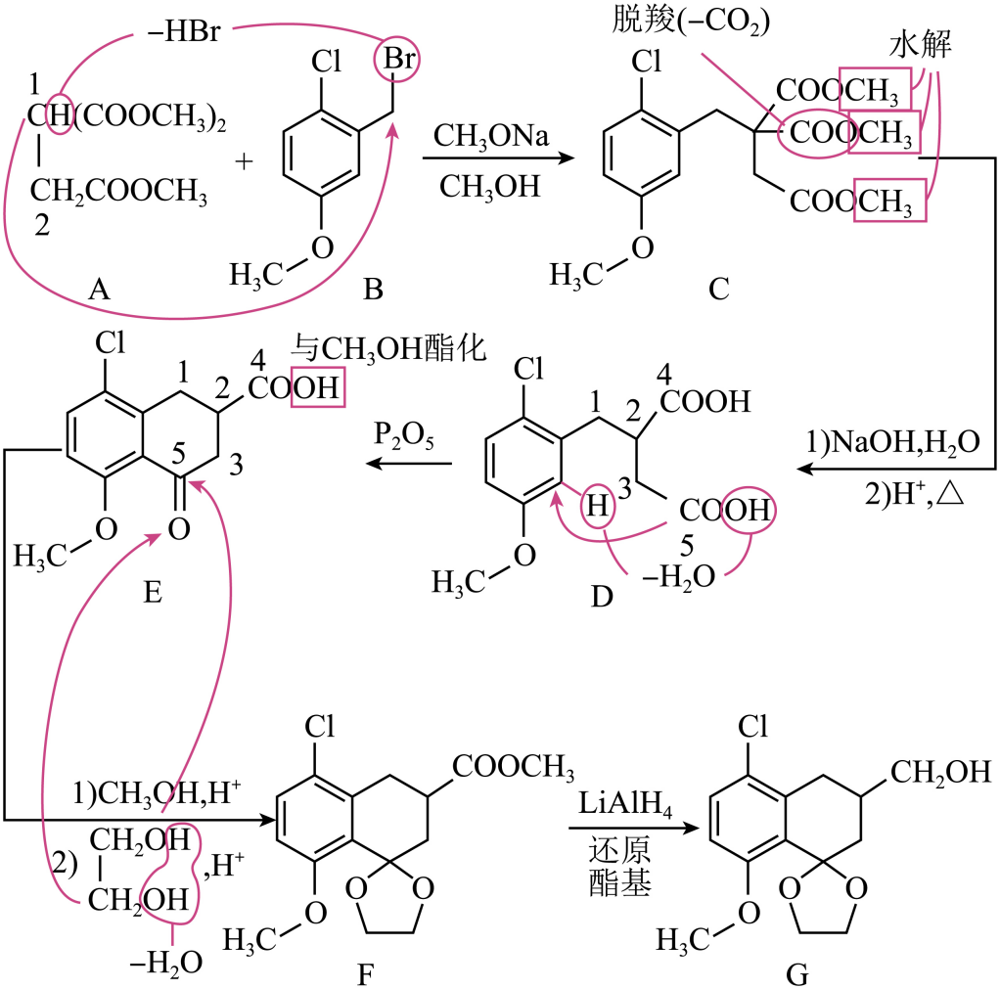 −HBr
脱羧(−CO₂)
水解
Cl
Br
1
CH(COOCH₃)₂
CH₂COOCH₃
2
+
O
H₃C
A
B
CH₃ONa
CH₃OH
Cl
COOCH₃
COOCH₃
COOCH₃
O
H₃C
C
Cl
与CH₃OH酯化
4
COOH
1
2
3
5
O
O
H₃C
E
P₂O₅
Cl
4
COOH
1
2
3
H
COOH
5
O
H₃C
D
−H₂O
1)NaOH,H₂O
2)H⁺,△
1)CH₃OH,H⁺
2)
CH₂OH
CH₂OH
,H⁺
−H₂O
Cl
COOCH₃
O
O
O
H₃C
F
LiAlH₄
还原
酯基
Cl
CH₂OH
O
O
O
H₃C
G